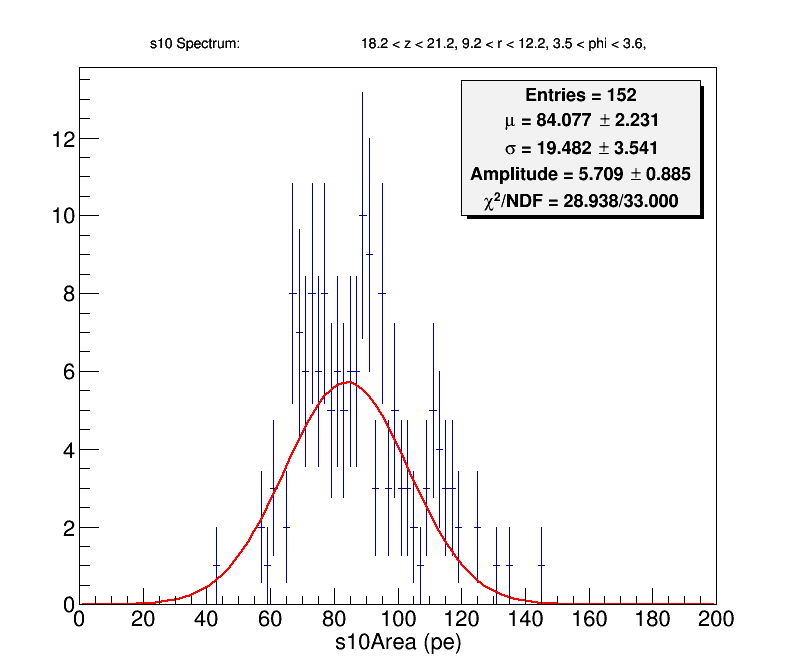 s10 Spectrum: 18.2 < z < 21.2, 9.2 < r < 12.2, 3.5 < phi < 3.6,
Entries = 152
μ = 84.077 ± 2.231
σ = 19.482 ± 3.541
Amplitude = 5.709 ± 0.885
χ²/NDF = 28.938/33.000
12
10
8
6
4
2
0
0 20 40 60 80 100 120 140 160 180 200
s10Area (pe)